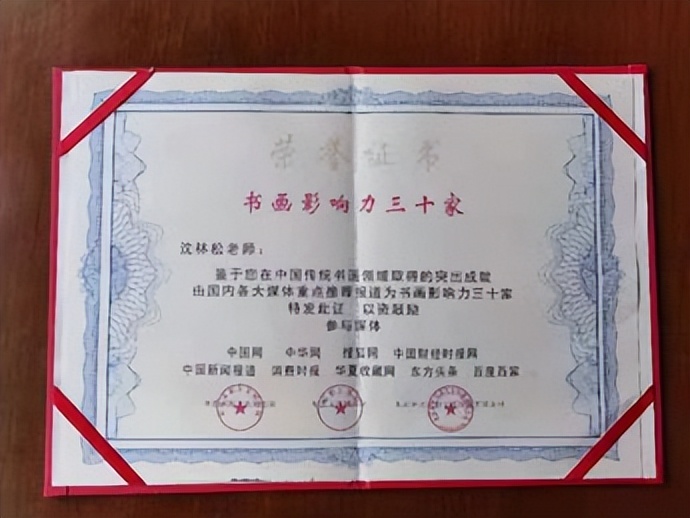 荣誉证书
书画影响力三十家
沈林松老师：
鉴于您在中国传统书画领域取得的突出成就
由国内各大媒体重点推荐报道为书画影响力三十家
特发此证 以资鼓励
参与媒体
中国网 中华网 搜狐网 中国财经时报网
中国新闻报道 消费时报 华夏收藏网 东方头条 百度百家